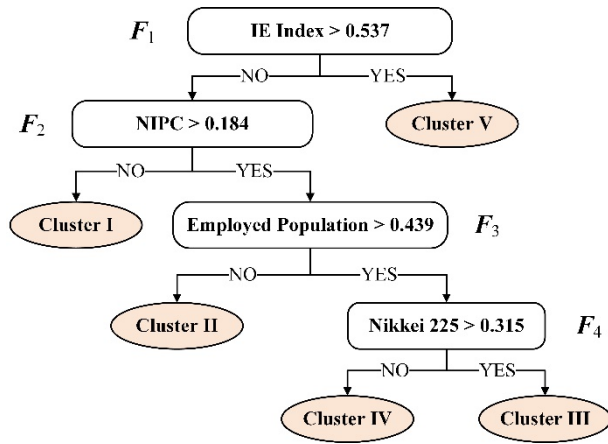 F1
IE Index > 0.537
NO
YES
F2
NIPC > 0.184
Cluster V
NO
YES
Cluster I
Employed Population > 0.439
F3
NO
YES
Cluster II
Nikkei 225 > 0.315
F4
NO
YES
Cluster IV
Cluster III